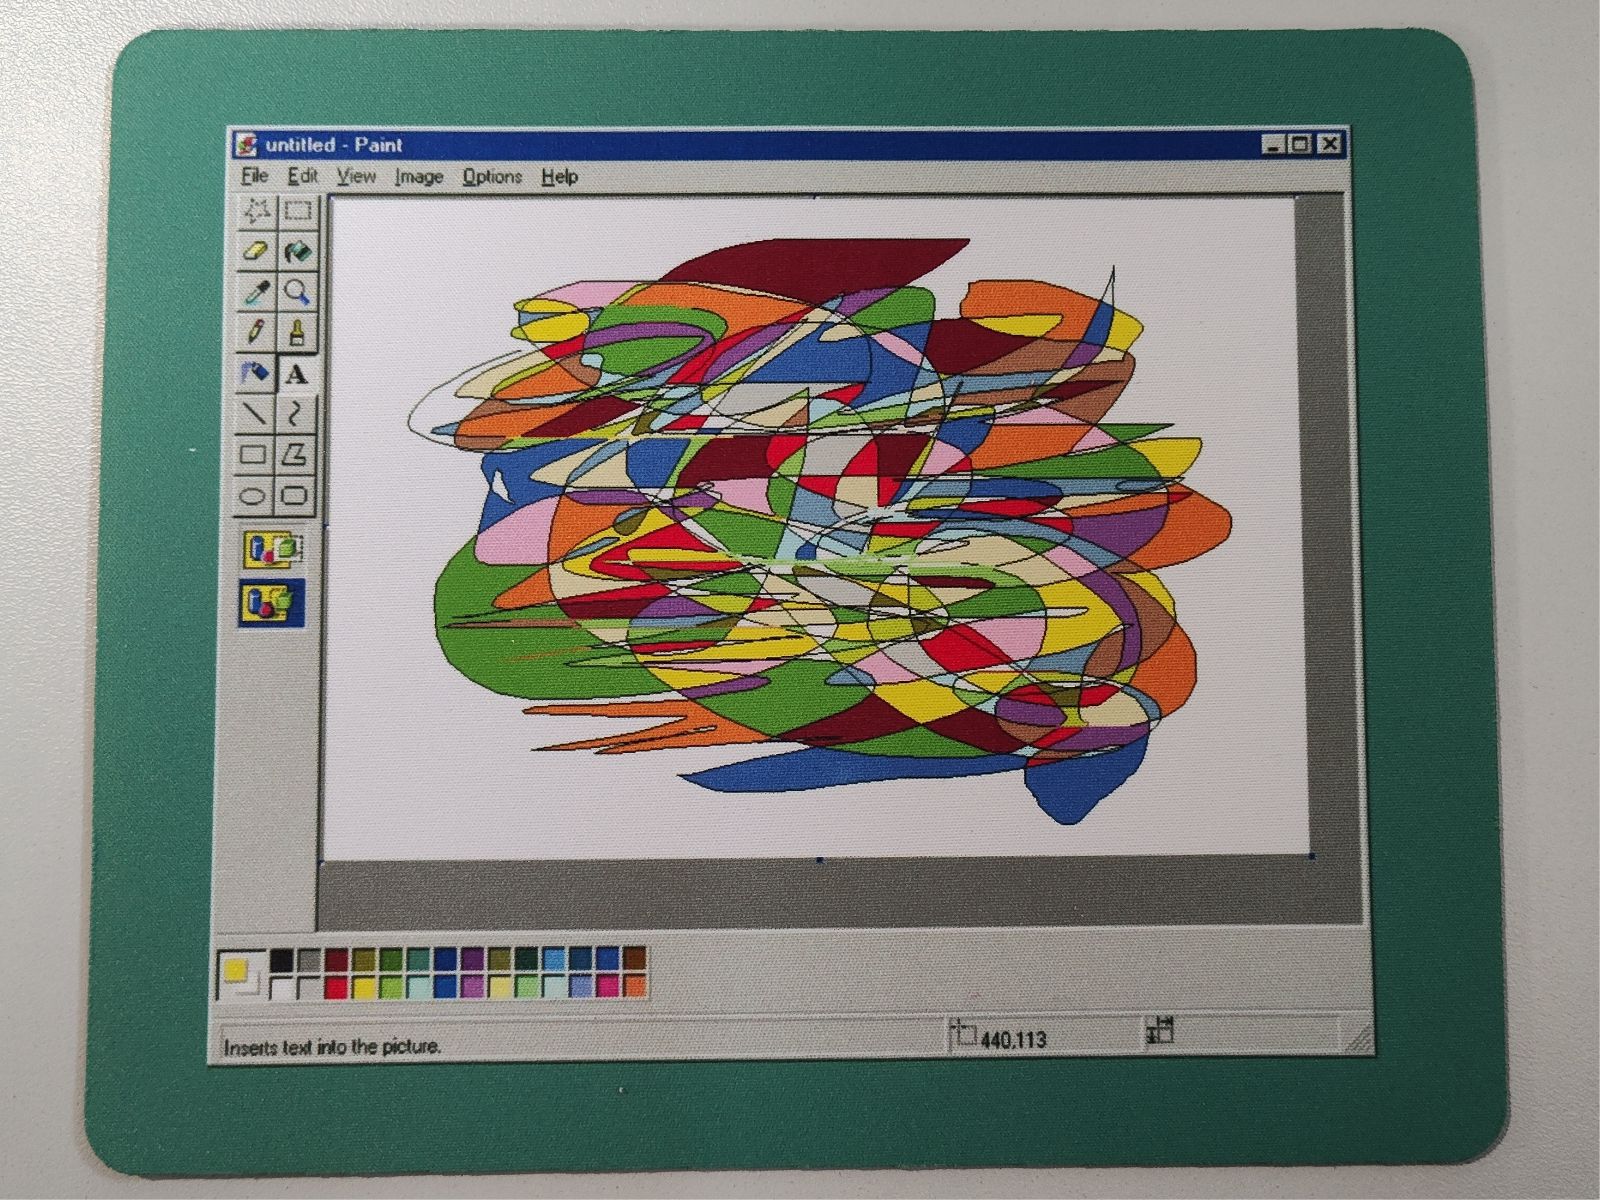 untitled - Paint
File Edit View Image Options Help
A
Inserts text into the picture.
440,113